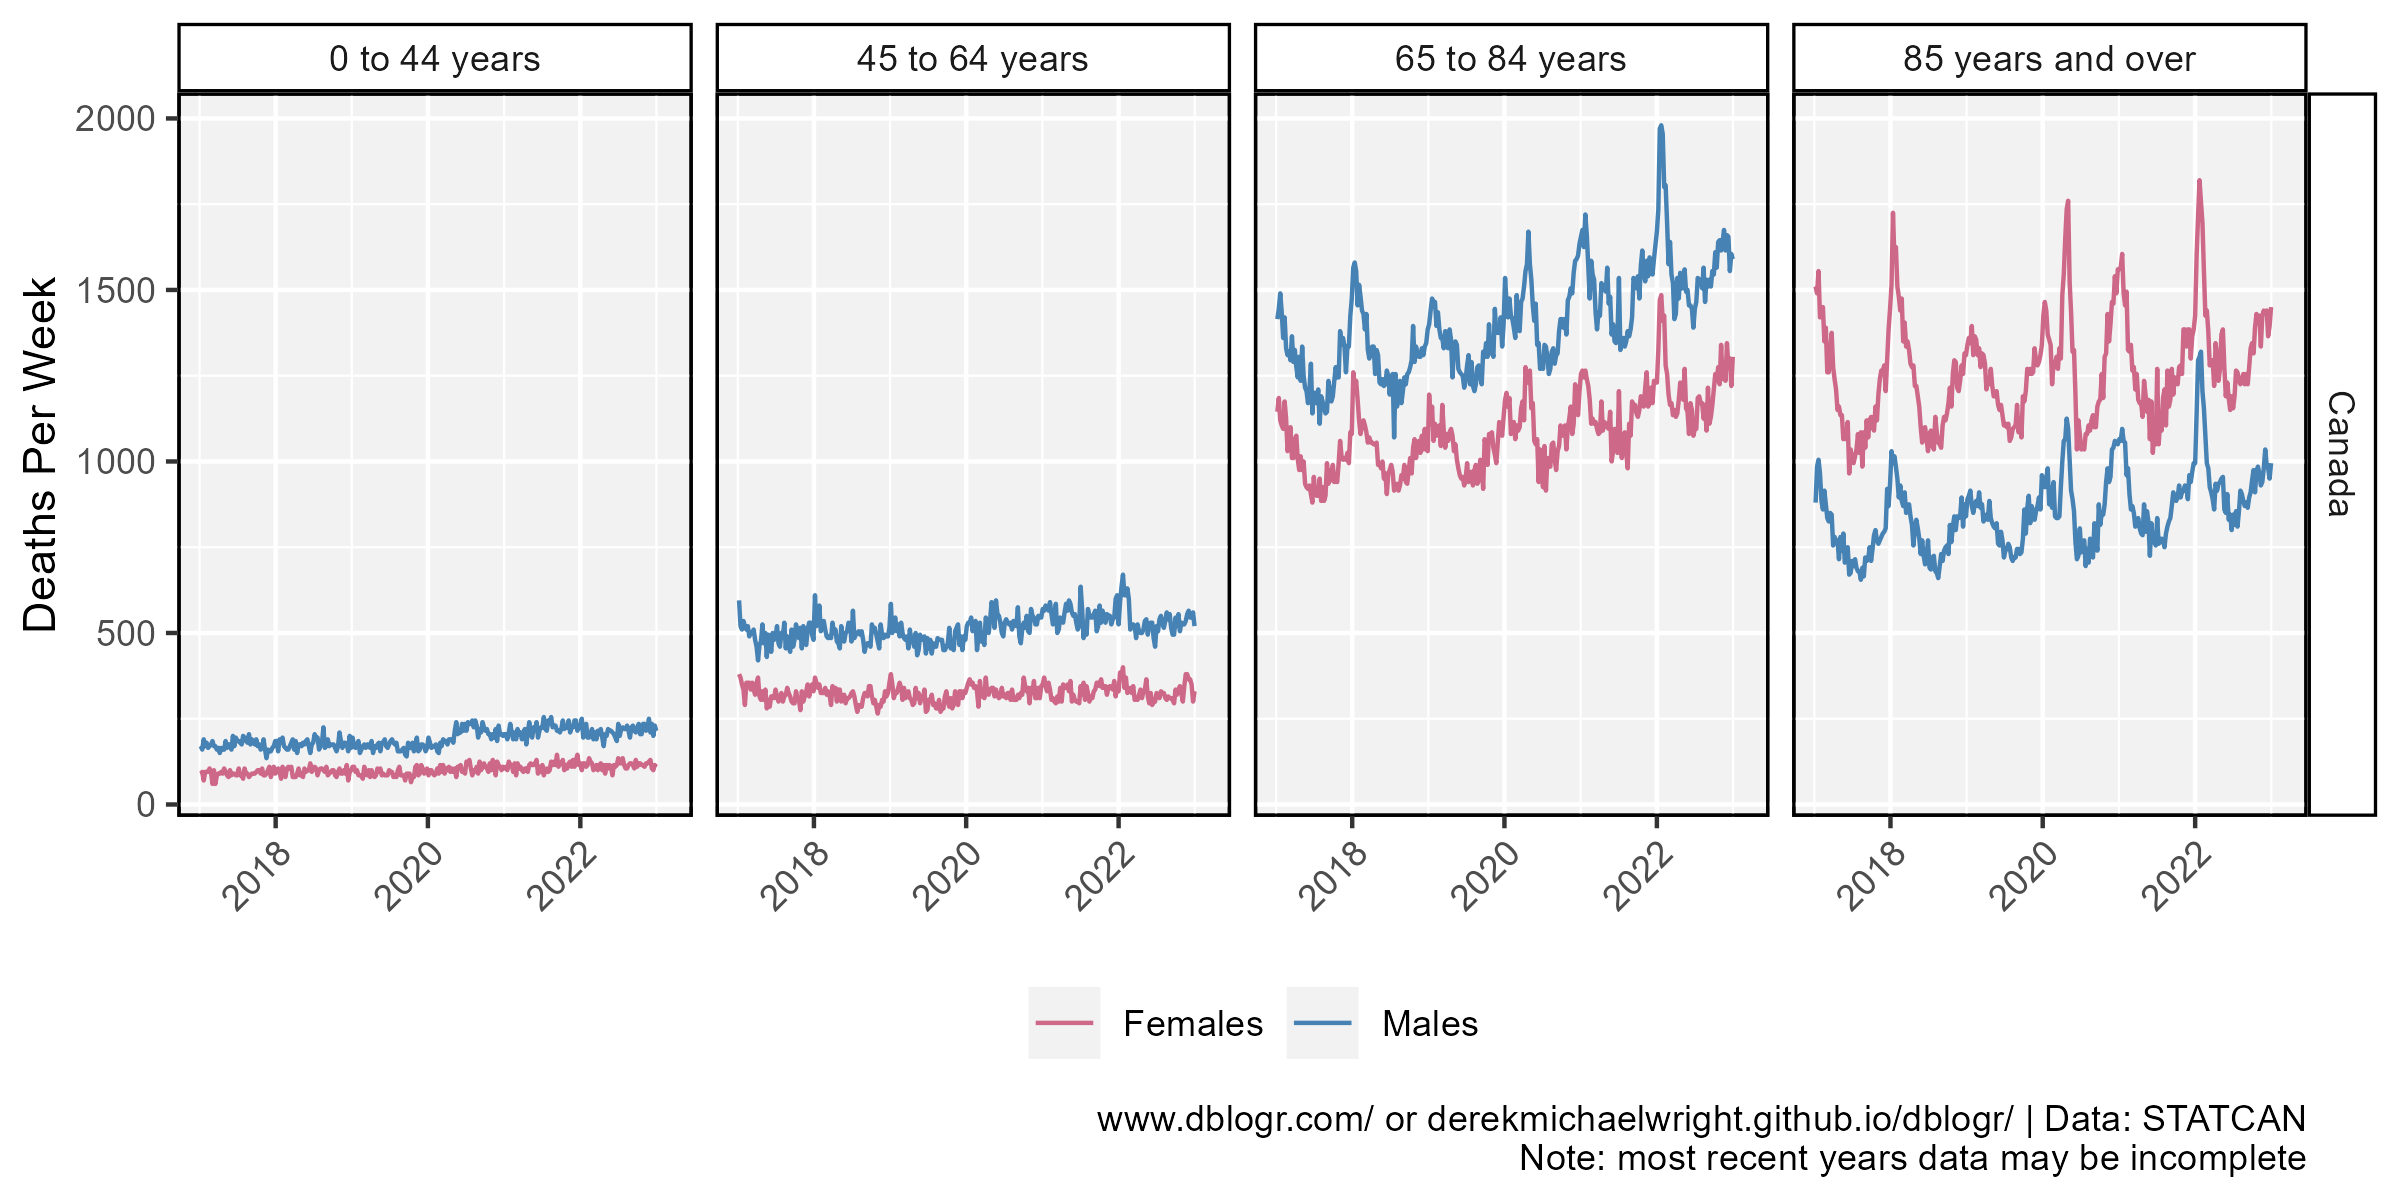 0 to 44 years
45 to 64 years
65 to 84 years
85 years and over
Canada
Deaths Per Week
2000
1500
1000
500
0
2018
2020
2022
2018
2020
2022
2018
2020
2022
2018
2020
2022
Females
Males
www.dblogr.com/ or derekmichaelwright.github.io/dblogr/ | Data: STATCAN
Note: most recent years data may be incomplete